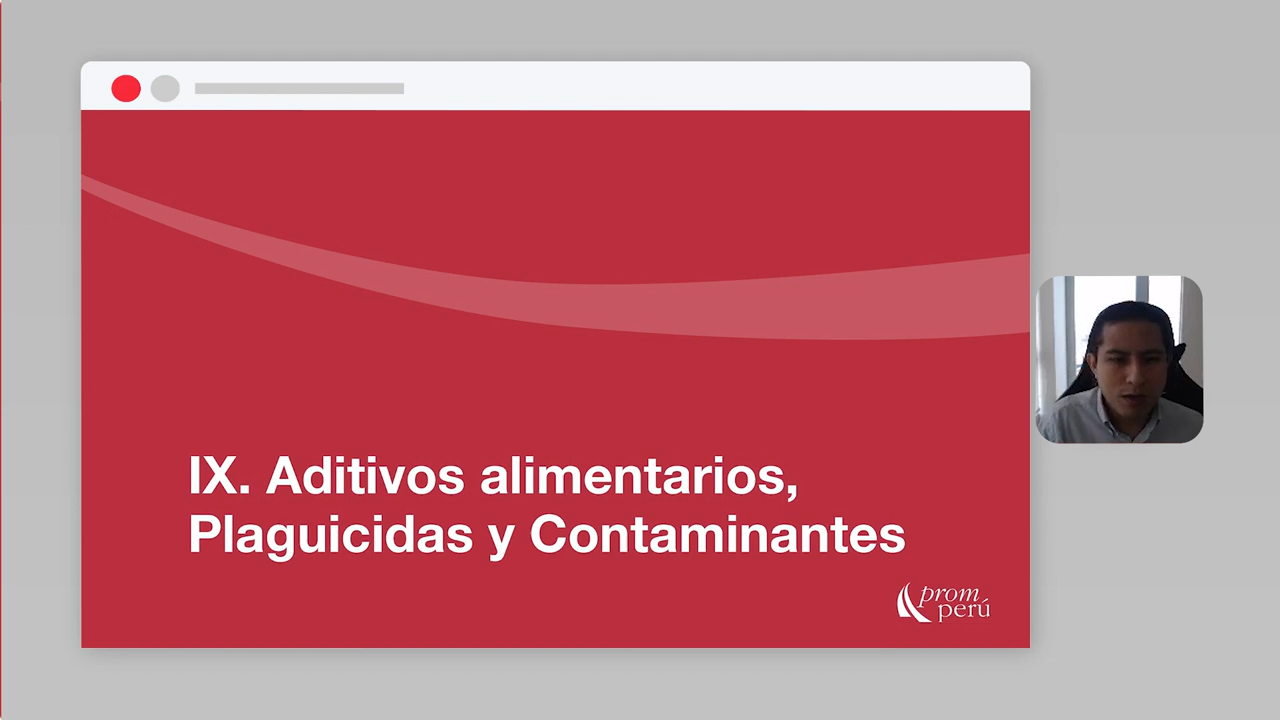 IX. Aditivos alimentarios,
Plaguicidas y Contaminantes
prom
perú